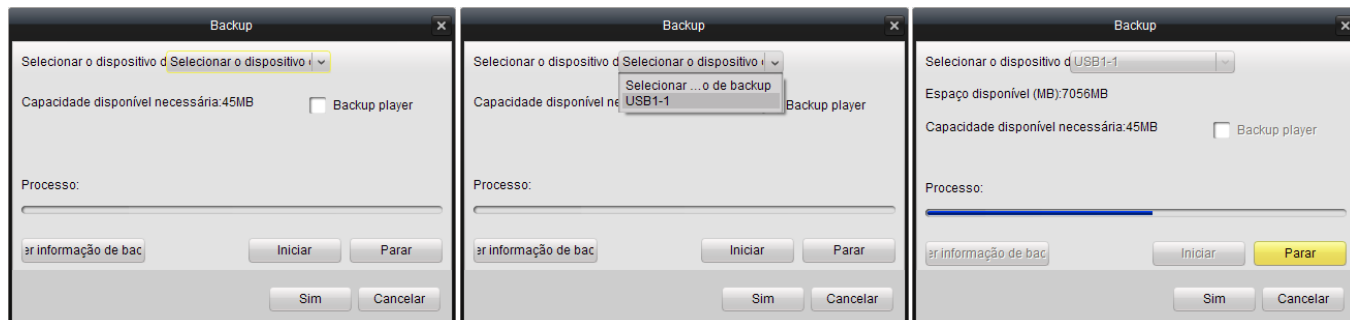 Backup
Selecionar o dispositivo d Selecionar o dispositivo
Capacidade disponível necessária:45MB Backup player
Processo:
er informação de bac Iniciar Parar
Sim Cancelar
Backup
Selecionar o dispositivo d Selecionar o dispositivo
Selecionar ...o de backup
USB1-1
Capacidade disponível ne Backup player
Processo:
er informação de bac Iniciar Parar
Sim Cancelar
Backup
Selecionar o dispositivo d USB1-1
Espaço disponível (MB):7056MB
Capacidade disponível necessária:45MB Backup player
Processo:
er informação de bac Iniciar Parar
Sim Cancelar